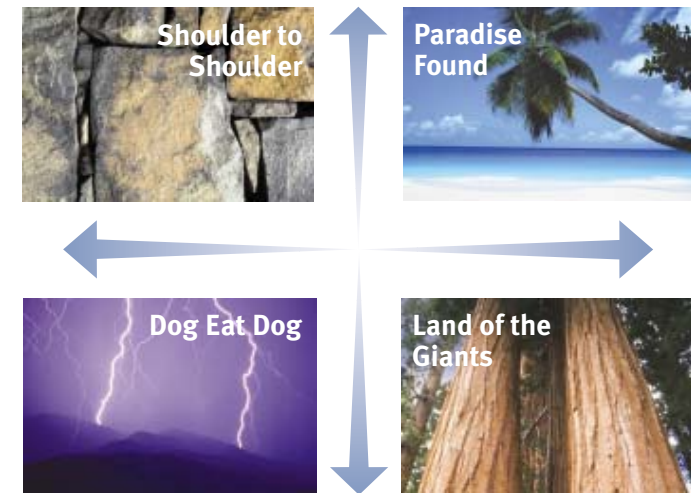 Shoulder to
Shoulder
Paradise
Found
Dog Eat Dog
Land of the
Giants